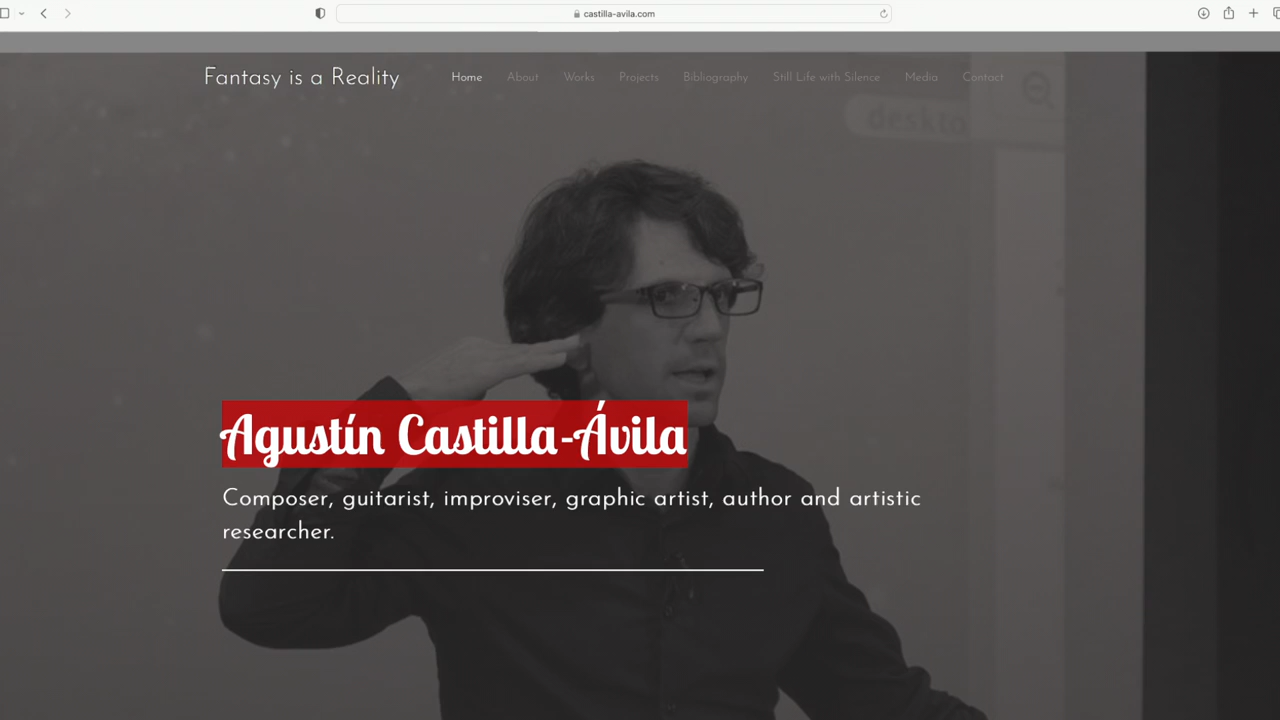 castilla-avila.com
Fantasy is a Reality
Home About Works Projects Bibliography Still Life with Silence Media Contact
deskto
Agustín Castilla-Ávila
Composer, guitarist, improviser, graphic artist, author and artistic
researcher.